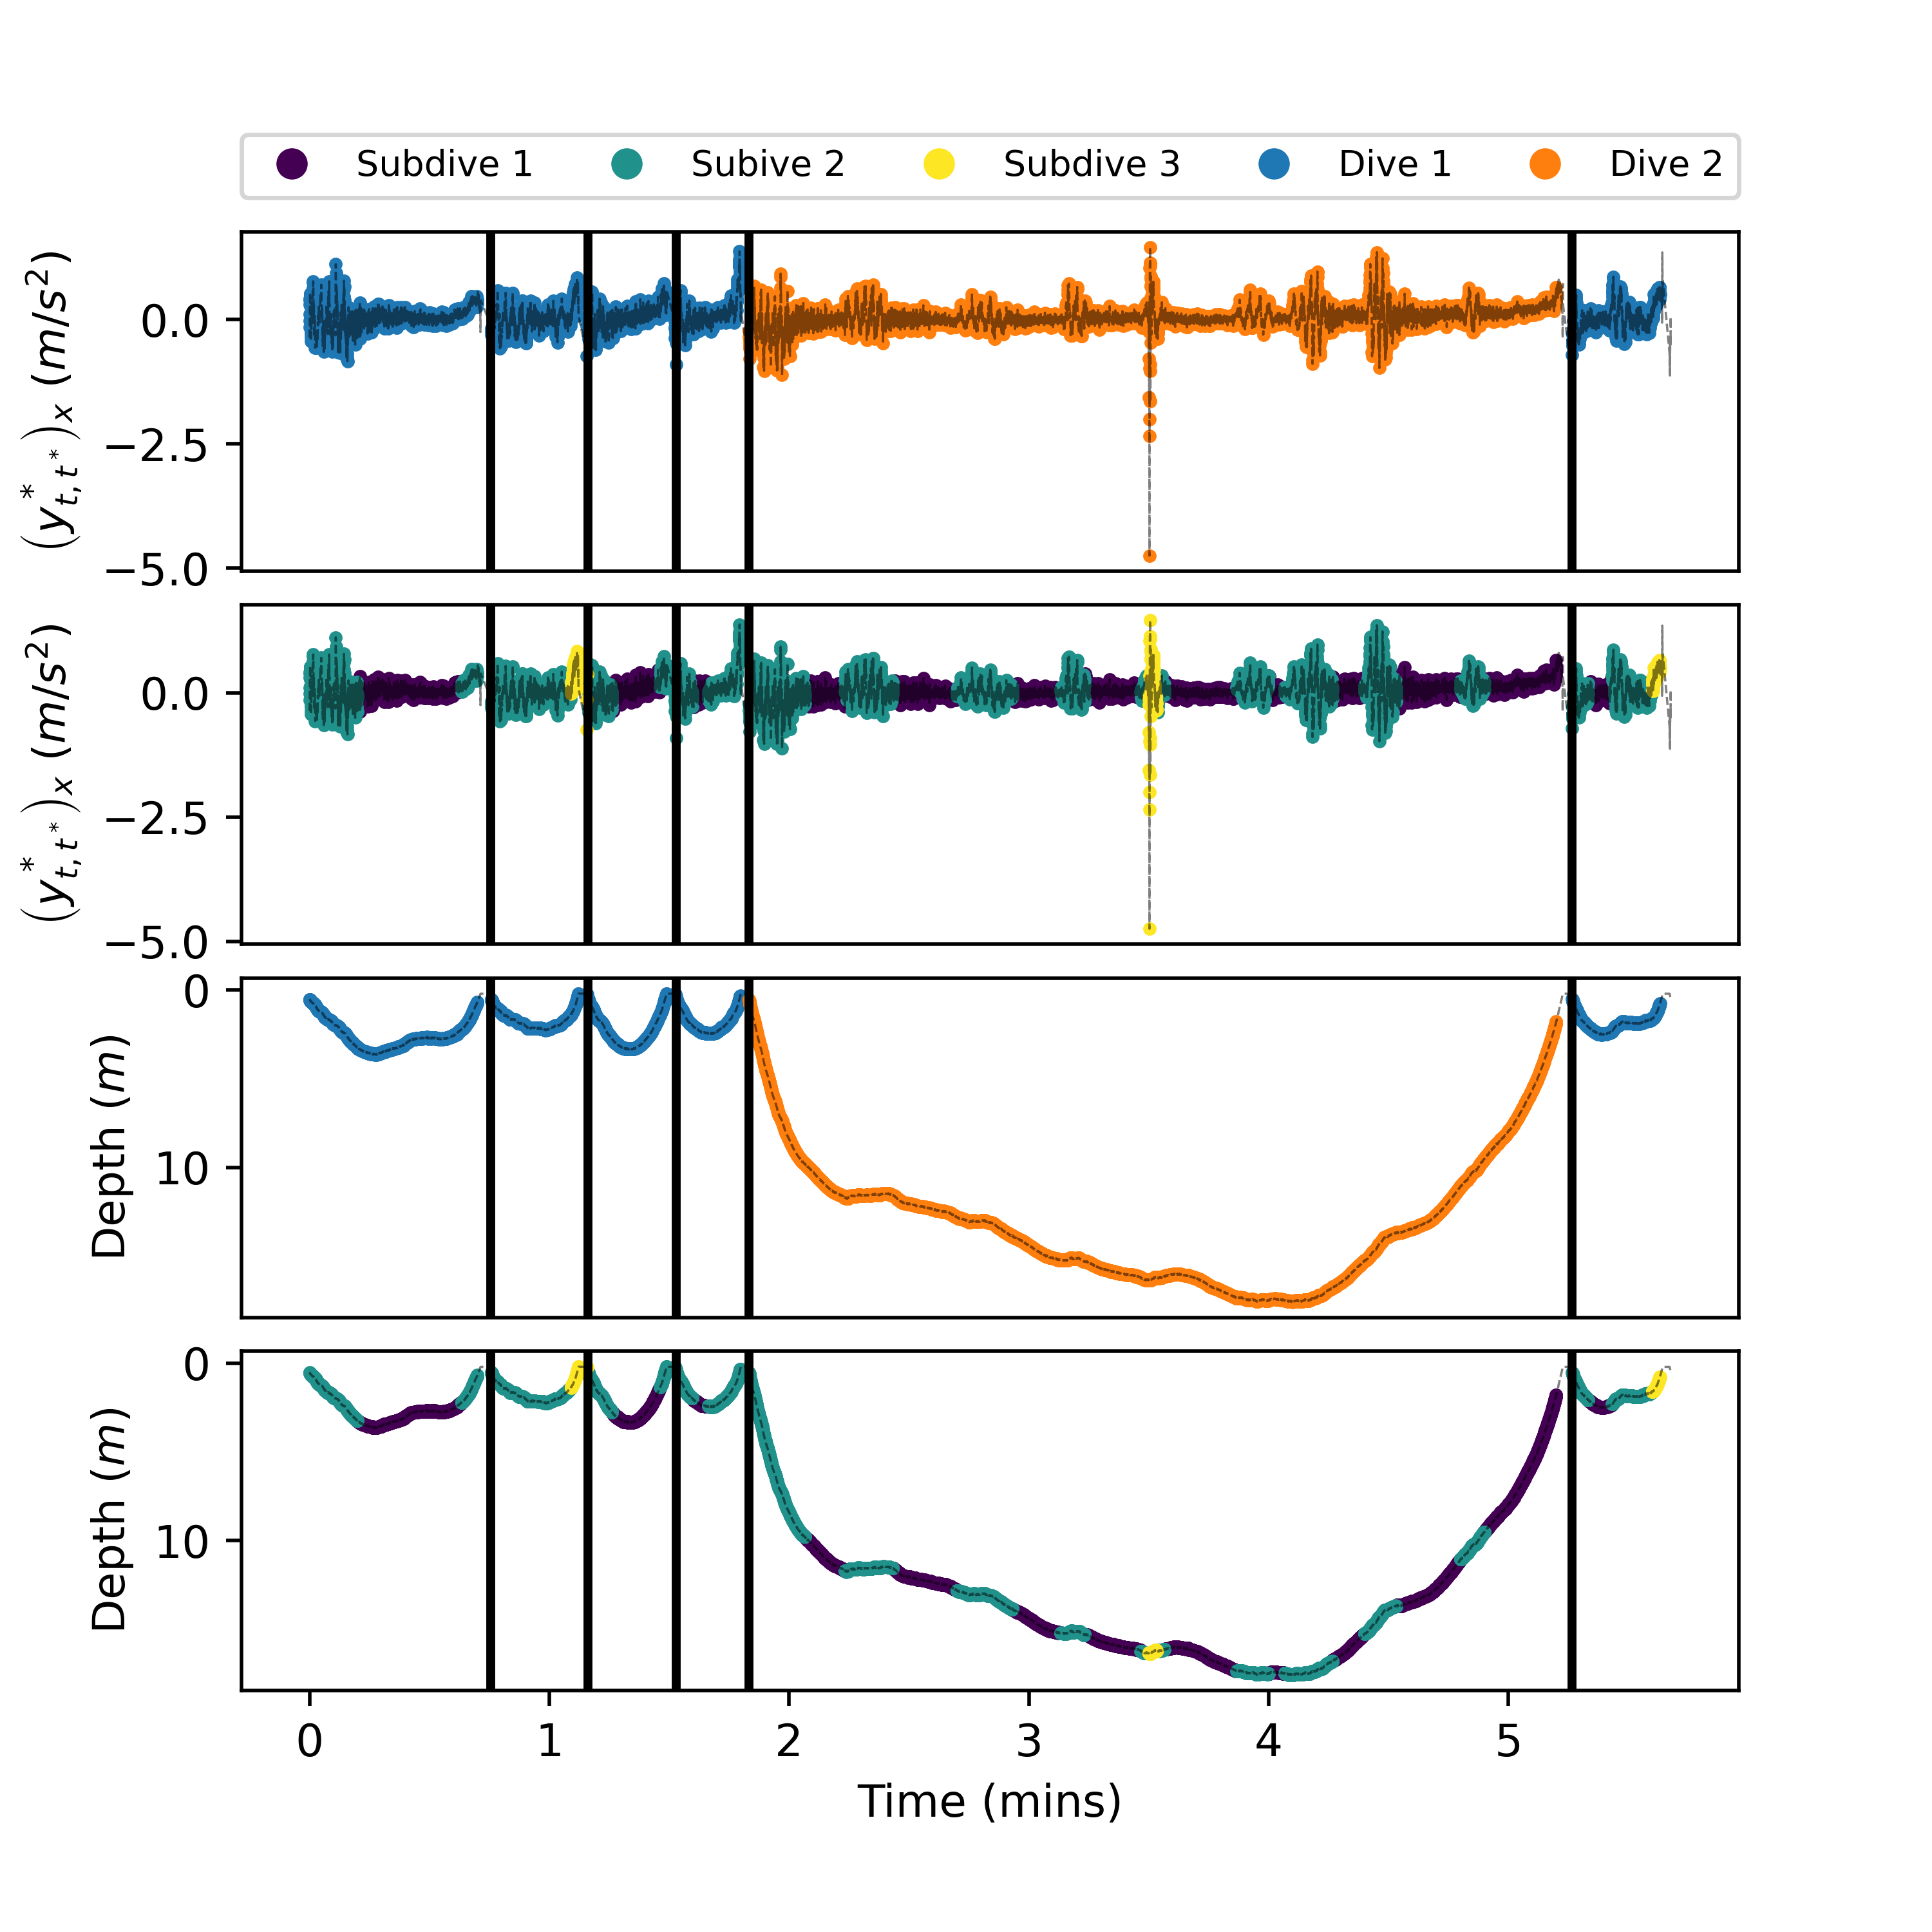 Subdive 1 Subive 2 Subdive 3 Dive 1 Dive 2
(y*t,t*)x (m/s2)
0.0
−2.5
−5.0
(y*t,t*)x (m/s2)
0.0
−2.5
−5.0
Depth (m)
0
10
Depth (m)
0
10
0 1 2 3 4 5
Time (mins)